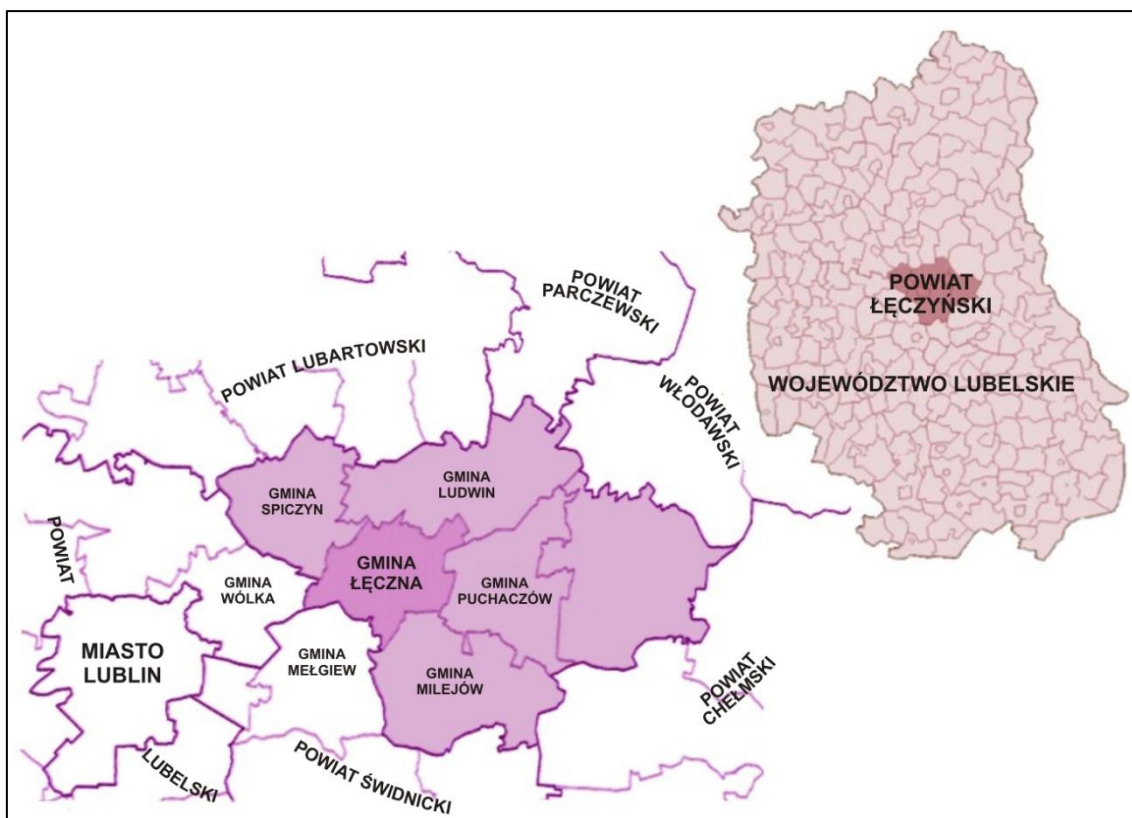 POWIAT
PARCZEWSKI
POWIAT LUBARTOWSKI
POWIAT
WŁODAWSKI
POWIAT
ŁĘCZYŃSKI
WOJEWÓDZTWO LUBELSKIE
GMINA
LUDWIN
GMINA
SPICZYN
GMINA
ŁĘCZNA
GMINA
PUCHACZÓW
POWIAT
GMINA
WÓLKA
MIASTO
LUBLIN
GMINA
MEŁGIEW
GMINA
MILEJÓW
POWIAT
CHEŁMSKI
LUBELSKI
POWIAT ŚWIDNICKI